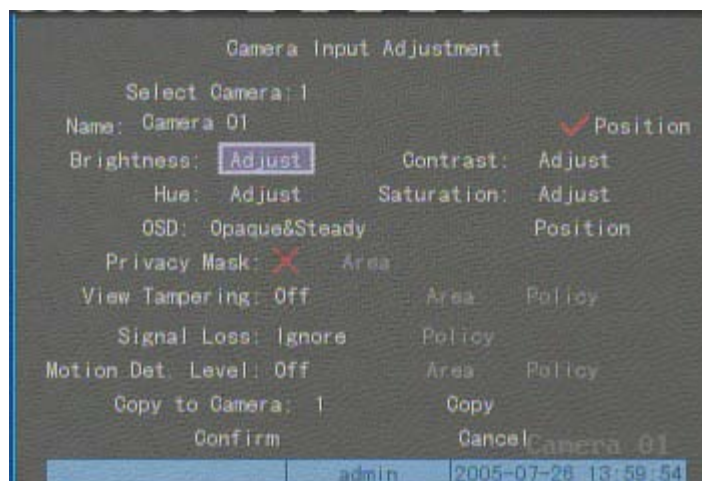 Camera Input Adjustment
Select Camera: 1
Name: Camera 01 Position
Brightness: Adjust Contrast: Adjust
Hue: Adjust Saturation: Adjust
OSD: Opaque&Steady Position
Privacy Mask: Area
View Tampering: Off Area Policy
Signal Loss: Ignore Policy
Motion Det. Level: Off Area Policy
Copy to Camera: 1 Copy
Confirm Cancel
Camera 01
admin 2005-07-26 13:59:54